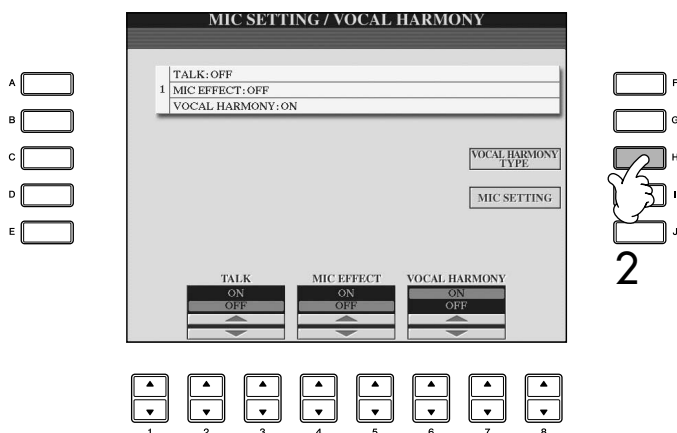 MIC SETTING / VOCAL HARMONY
TALK:OFF
1 MIC EFFECT:OFF
VOCAL HARMONY:ON
A
B
C
D
E
F
G
H
I
J
VOCAL HARMONY
TYPE
MIC SETTING
2
TALK MIC EFFECT VOCAL HARMONY
ON ON ON
OFF OFF OFF
1 2 3 4 5 6 7 8